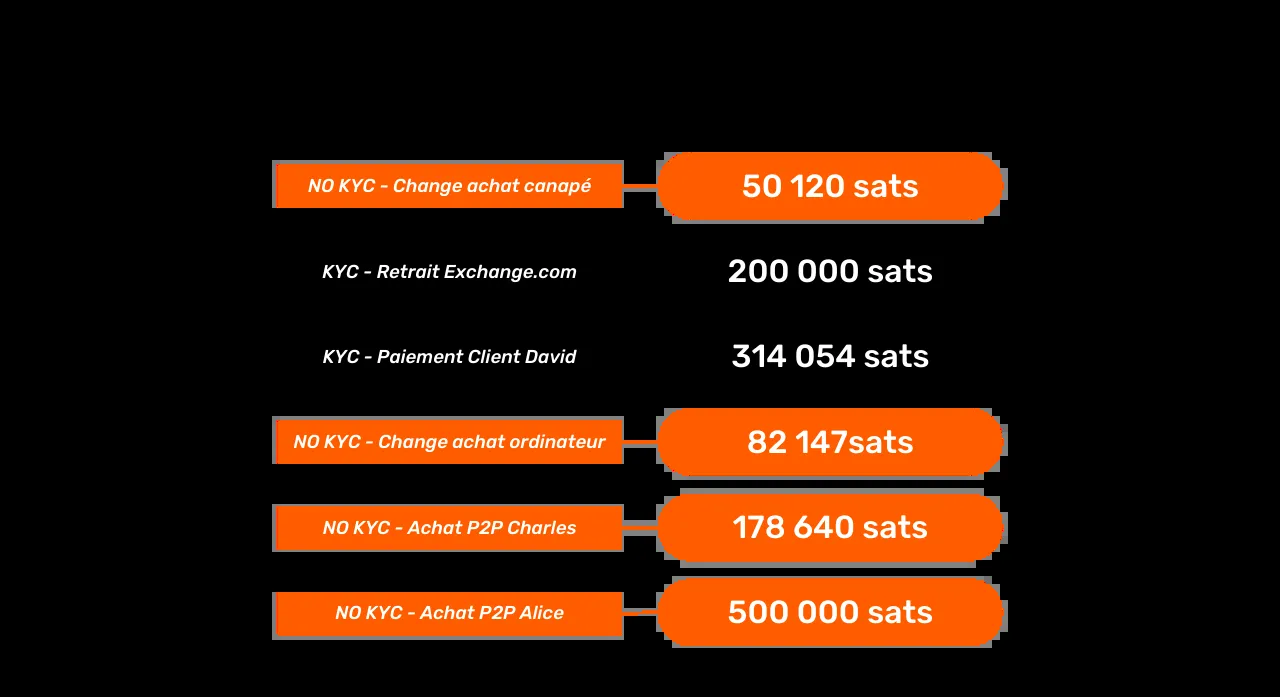 NO KYC - Change achat canapé 50 120 sats
KYC - Retrait Exchange.com 200 000 sats
KYC - Paiement Client David 314 054 sats
NO KYC - Change achat ordinateur 82 147sats
NO KYC - Achat P2P Charles 178 640 sats
NO KYC - Achat P2P Alice 500 000 sats